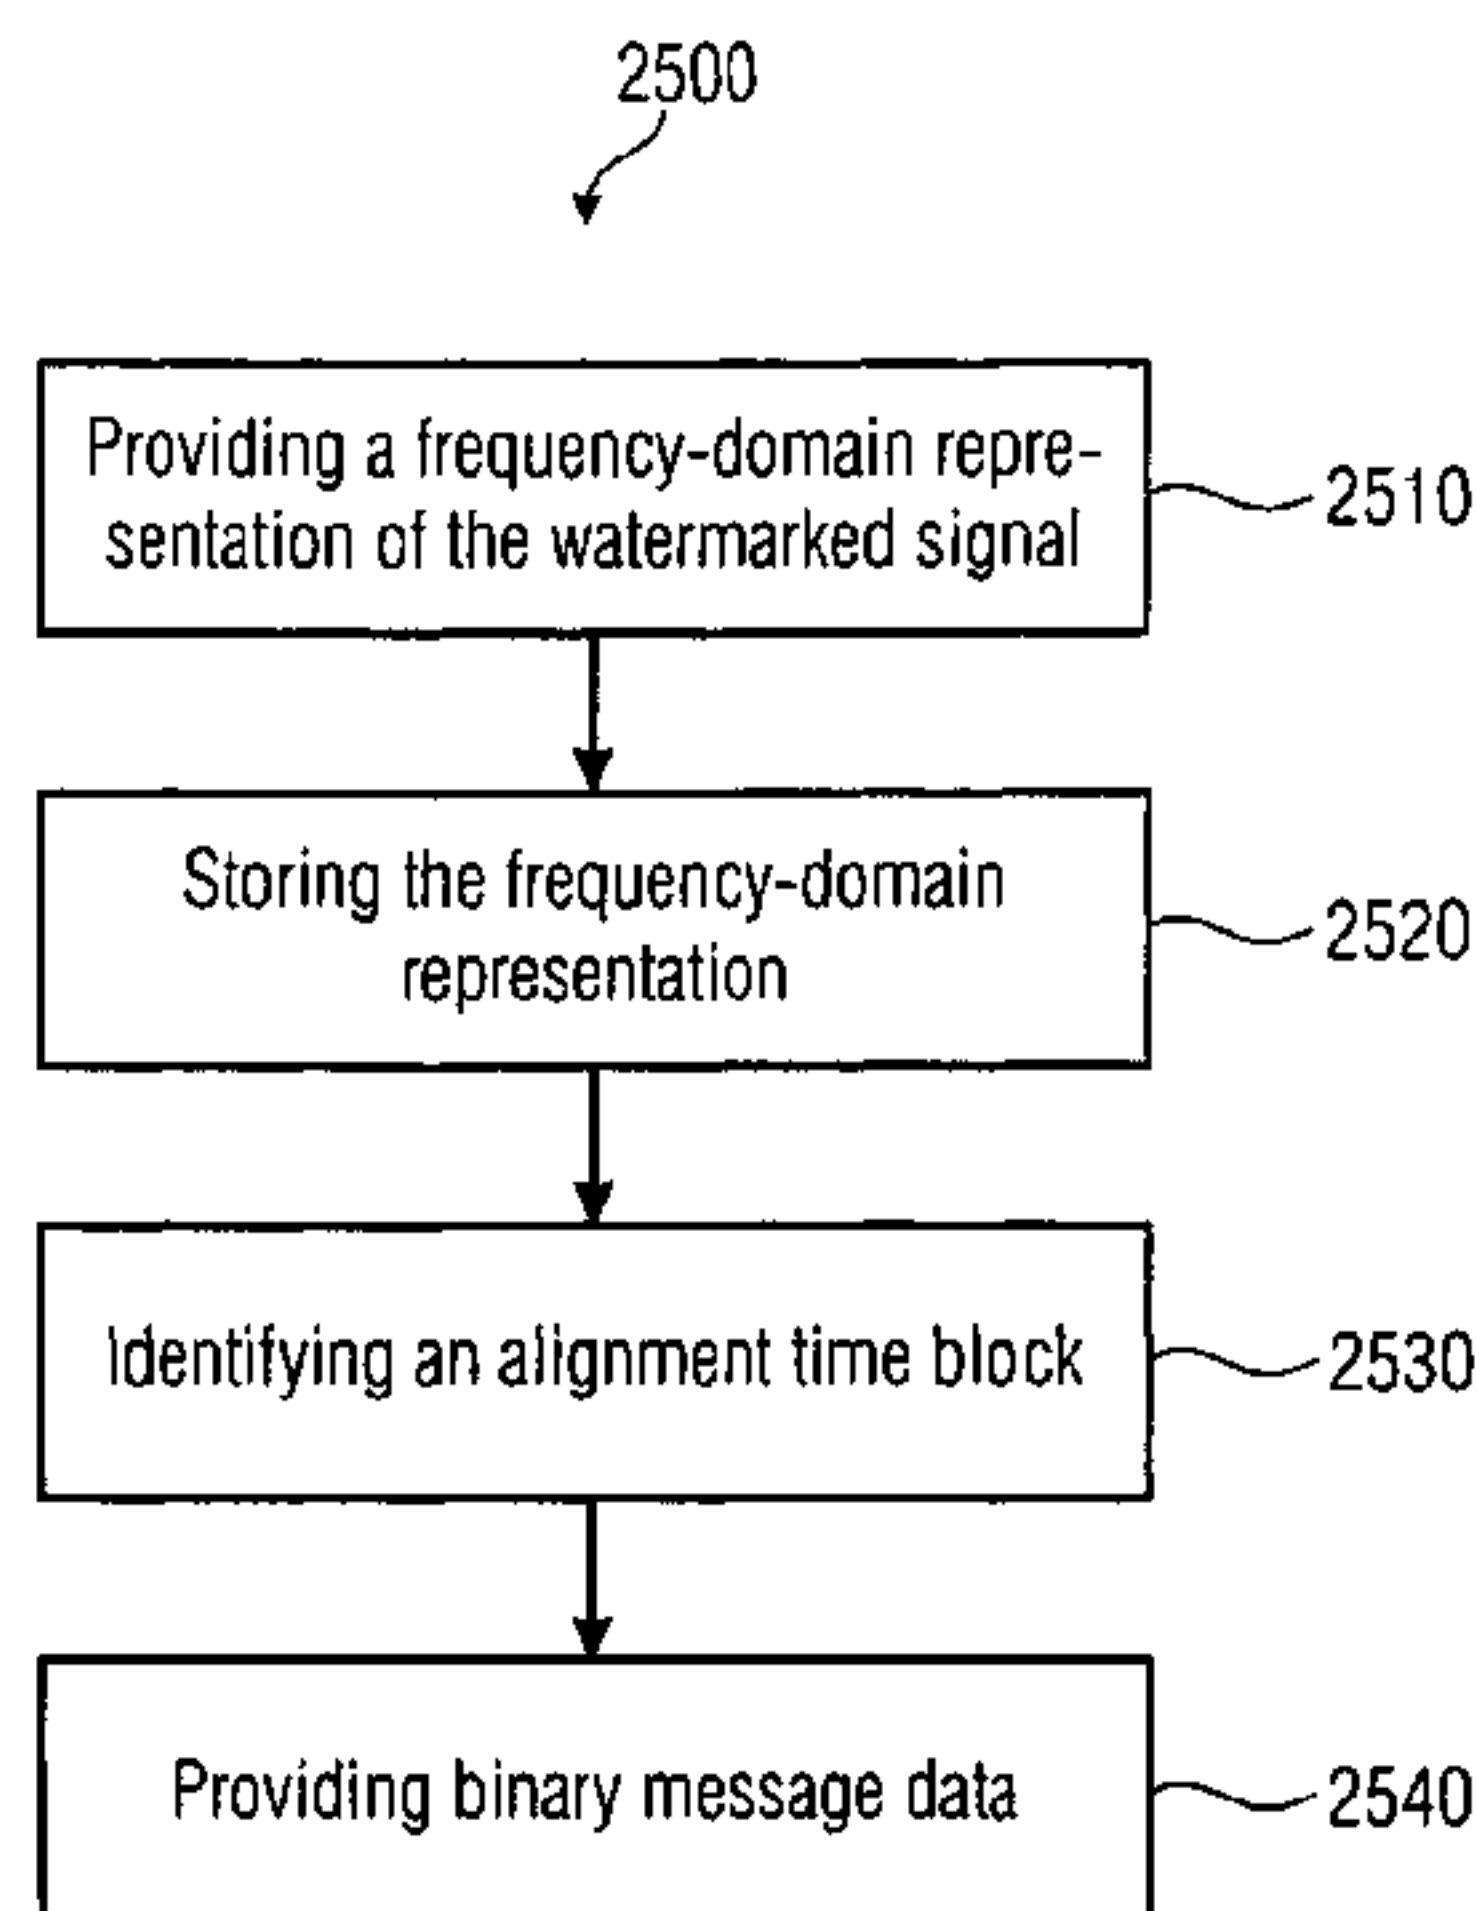 2500
Providing a frequency-domain repre-
sentation of the watermarked signal
2510
Storing the frequency-domain
representation
2520
Identifying an alignment time block
2530
Providing binary message data
2540